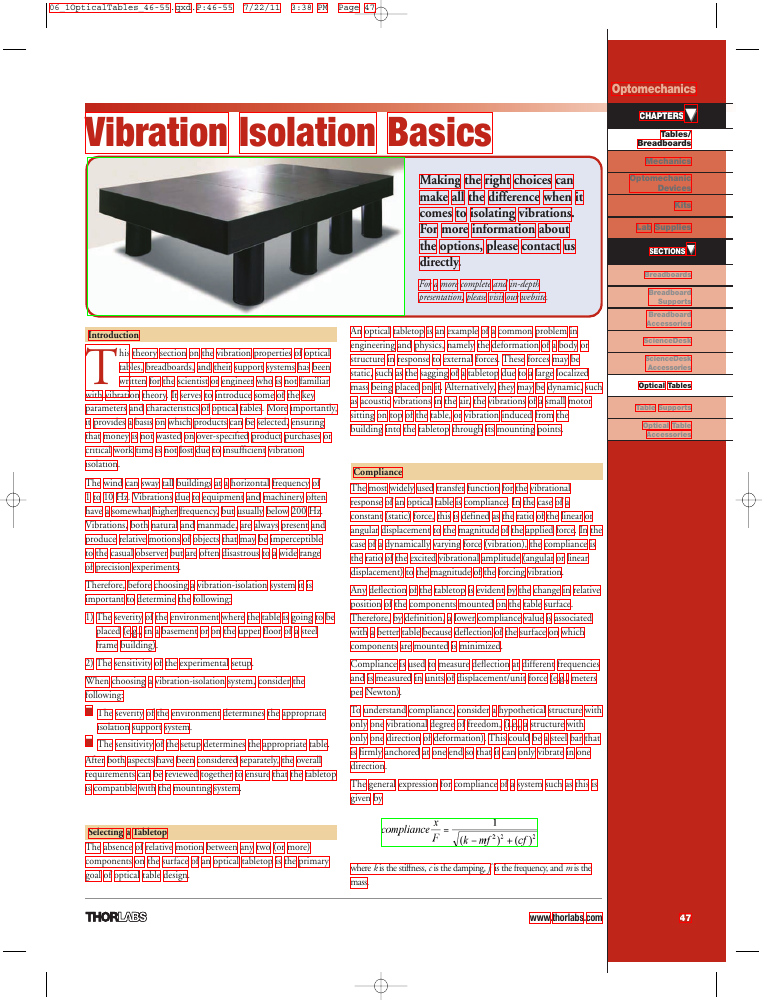 06_1OpticalTables 46-55.qxd.P:46-55 7/22/11 3:38 PM Page 47
Optomechanics
CHAPTERS ▼
Tables/
Breadboards
Mechanics
Optomechanic
Devices
Kits
Lab Supplies
SECTIONS ▼
Breadboards
Breadboard
Supports
Breadboard
Accessories
ScienceDesk
ScienceDesk
Accessories
Optical Tables
Table Supports
Optical Table
Accessories
Vibration Isolation Basics
Making the right choices can
make all the difference when it
comes to isolating vibrations.
For more information about
the options, please contact us
directly.
For a more complete and in-depth
presentation, please visit our website.
Introduction
This theory section on the vibration properties of optical
tables, breadboards, and their support systems has been
written for the scientist or engineer who is not familiar
with vibration theory. It serves to introduce some of the key
parameters and characteristics of optical tables. More importantly,
it provides a basis on which products can be selected, ensuring
that money is not wasted on over-specified product purchases or
critical work time is not lost due to insufficient vibration
isolation.
The wind can sway tall buildings at a horizontal frequency of
1 to 10 Hz. Vibrations due to equipment and machinery often
have a somewhat higher frequency, but usually below 200 Hz.
Vibrations, both natural and manmade, are always present and
produce relative motions of objects that may be imperceptible
to the casual observer but are often disastrous to a wide range
of precision experiments.
Therefore, before choosing a vibration-isolation system it is
important to determine the following:
1) The severity of the environment where the table is going to be
placed (e.g., in a basement or on the upper floor of a steel
frame building).
2) The sensitivity of the experimental setup.
When choosing a vibration-isolation system, consider the
following:
■ The severity of the environment determines the appropriate
isolation support system.
■ The sensitivity of the setup determines the appropriate table.
After both aspects have been considered separately, the overall
requirements can be reviewed together to ensure that the tabletop
is compatible with the mounting system.
Selecting a Tabletop
The absence of relative motion between any two (or more)
components on the surface of an optical tabletop is the primary
goal of optical table design.
An optical tabletop is an example of a common problem in
engineering and physics, namely the deformation of a body or
structure in response to external forces. These forces may be
static, such as the sagging of a tabletop due to a large localized
mass being placed on it. Alternatively, they may be dynamic, such
as acoustic vibrations in the air, the vibrations of a small motor
sitting on top of the table, or vibration induced from the
building into the tabletop through its mounting points.
Compliance
The most widely used transfer function for the vibrational
response of an optical table is compliance. In the case of a
constant (static) force, this is defined as the ratio of the linear or
angular displacement to the magnitude of the applied force. In the
case of a dynamically varying force (vibration), the compliance is
the ratio of the excited vibrational amplitude (angular or linear
displacement) to the magnitude of the forcing vibration.
Any deflection of the tabletop is evident by the change in relative
position of the components mounted on the table surface.
Therefore, by definition, a lower compliance value is associated
with a better table because deflection of the surface on which
components are mounted is minimized.
Compliance is used to measure deflection at different frequencies
and is measured in units of displacement/unit force (e.g., meters
per Newton).
To understand compliance, consider a hypothetical structure with
only one vibrational degree of freedom, (i.e., a structure with
only one direction of deformation). This could be a steel bar that
is firmly anchored at one end so that it can only vibrate in one
direction.
The general expression for compliance of a system such as this is
given by
compliance x/F = 1/√((k − mf²)² + (cf)²
where k is the stiffness, c is the damping, f is the frequency, and m is the
mass.
THORLABS
www.thorlabs.com
47